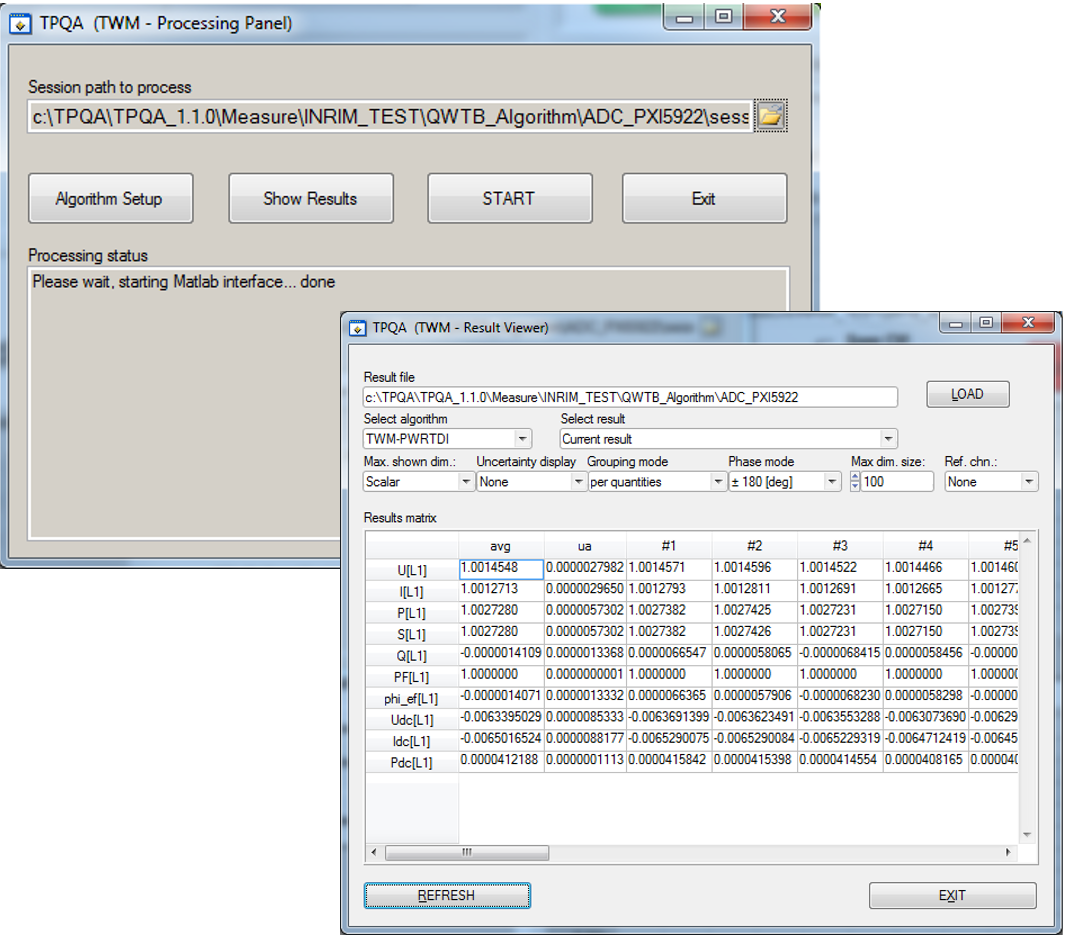 TPQA (TWM - Processing Panel)
Session path to process
c:\TPQA\TPQA_1.1.0\Measure\INRIM_TEST\QWTB_Algorithm\ADC_PXI5922\sess
Algorithm Setup Show Results START Exit
Processing status
Please wait, starting Matlab interface... done
TPQA (TWM - Result Viewer)
Result file
c:\TPQA\TPQA_1.1.0\Measure\INRIM_TEST\QWTB_Algorithm\ADC_PXI5922 LOAD
Select algorithm Select result
TWM-PWRTDI Current result
Max. shown dim.: Uncertainty display Grouping mode Phase mode Max dim. size: Ref. chn.:
Scalar None per quantities ± 180 [deg] 100 None
Results matrix
avg ua #1 #2 #3 #4 #5
U[L1] 1.0014548 0.0000027982 1.0014571 1.0014596 1.0014522 1.0014466 1.00146
I[L1] 1.0012713 0.0000029650 1.0012793 1.0012811 1.0012691 1.0012665 1.00127
P[L1] 1.0027280 0.0000057302 1.0027382 1.0027425 1.0027231 1.0027150 1.00273
S[L1] 1.0027280 0.0000057302 1.0027382 1.0027426 1.0027231 1.0027150 1.00273
Q[L1] -0.0000014109 0.0000013368 0.0000066547 0.0000058065 -0.0000068415 0.0000058456 -0.00000
PF[L1] 1.0000000 0.0000000001 1.0000000 1.0000000 1.0000000 1.0000000 1.00000
phi_ef[L1] -0.0000014071 0.0000013332 0.0000066365 0.0000057906 -0.0000068230 0.0000058298 -0.00000
Udc[L1] -0.0063395029 0.0000085333 -0.0063691399 -0.0063623491 -0.0063553288 -0.0063073690 -0.00629
Idc[L1] -0.0065016524 0.0000088177 -0.0065290075 -0.0065290084 -0.0065229319 -0.0064712419 -0.00645
Pdc[L1] 0.0000412188 0.0000001113 0.0000415842 0.0000415398 0.0000414554 0.0000408165 0.00004
REFRESH EXIT